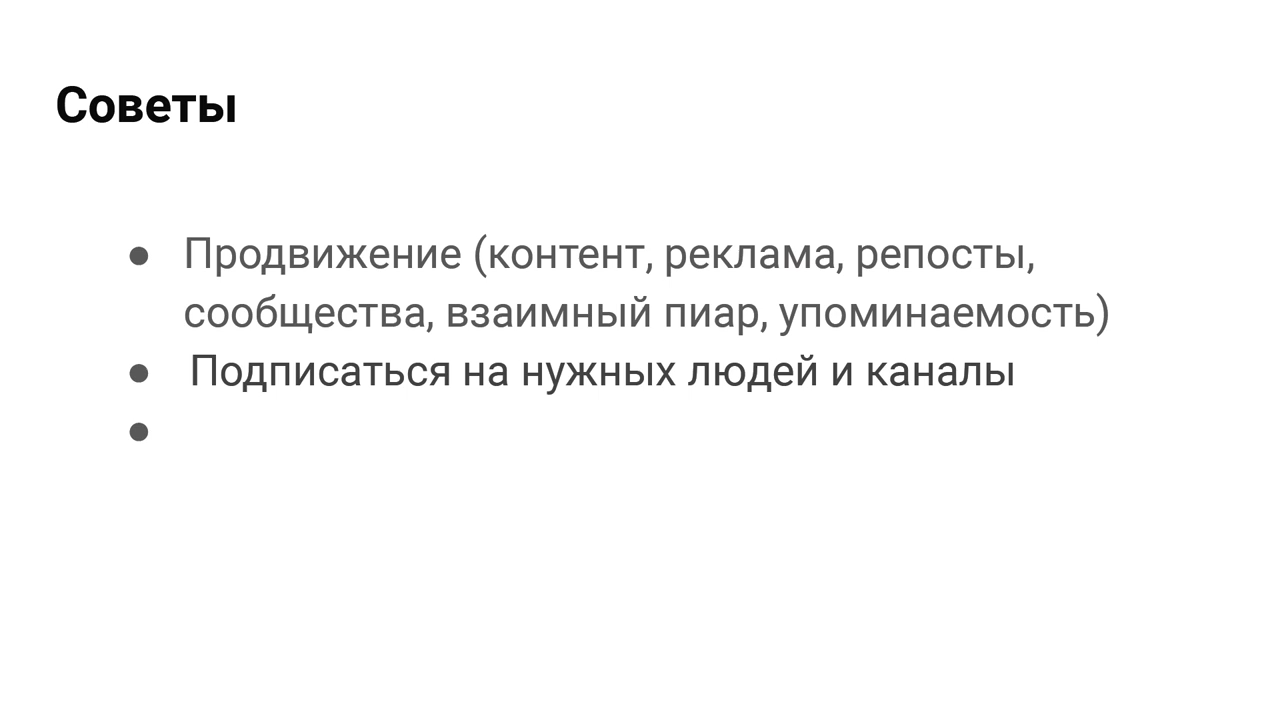 Советы
● Продвижение (контент, реклама, репосты,
сообщества, взаимный пиар, упоминаемость)
● Подписаться на нужных людей и каналы
●